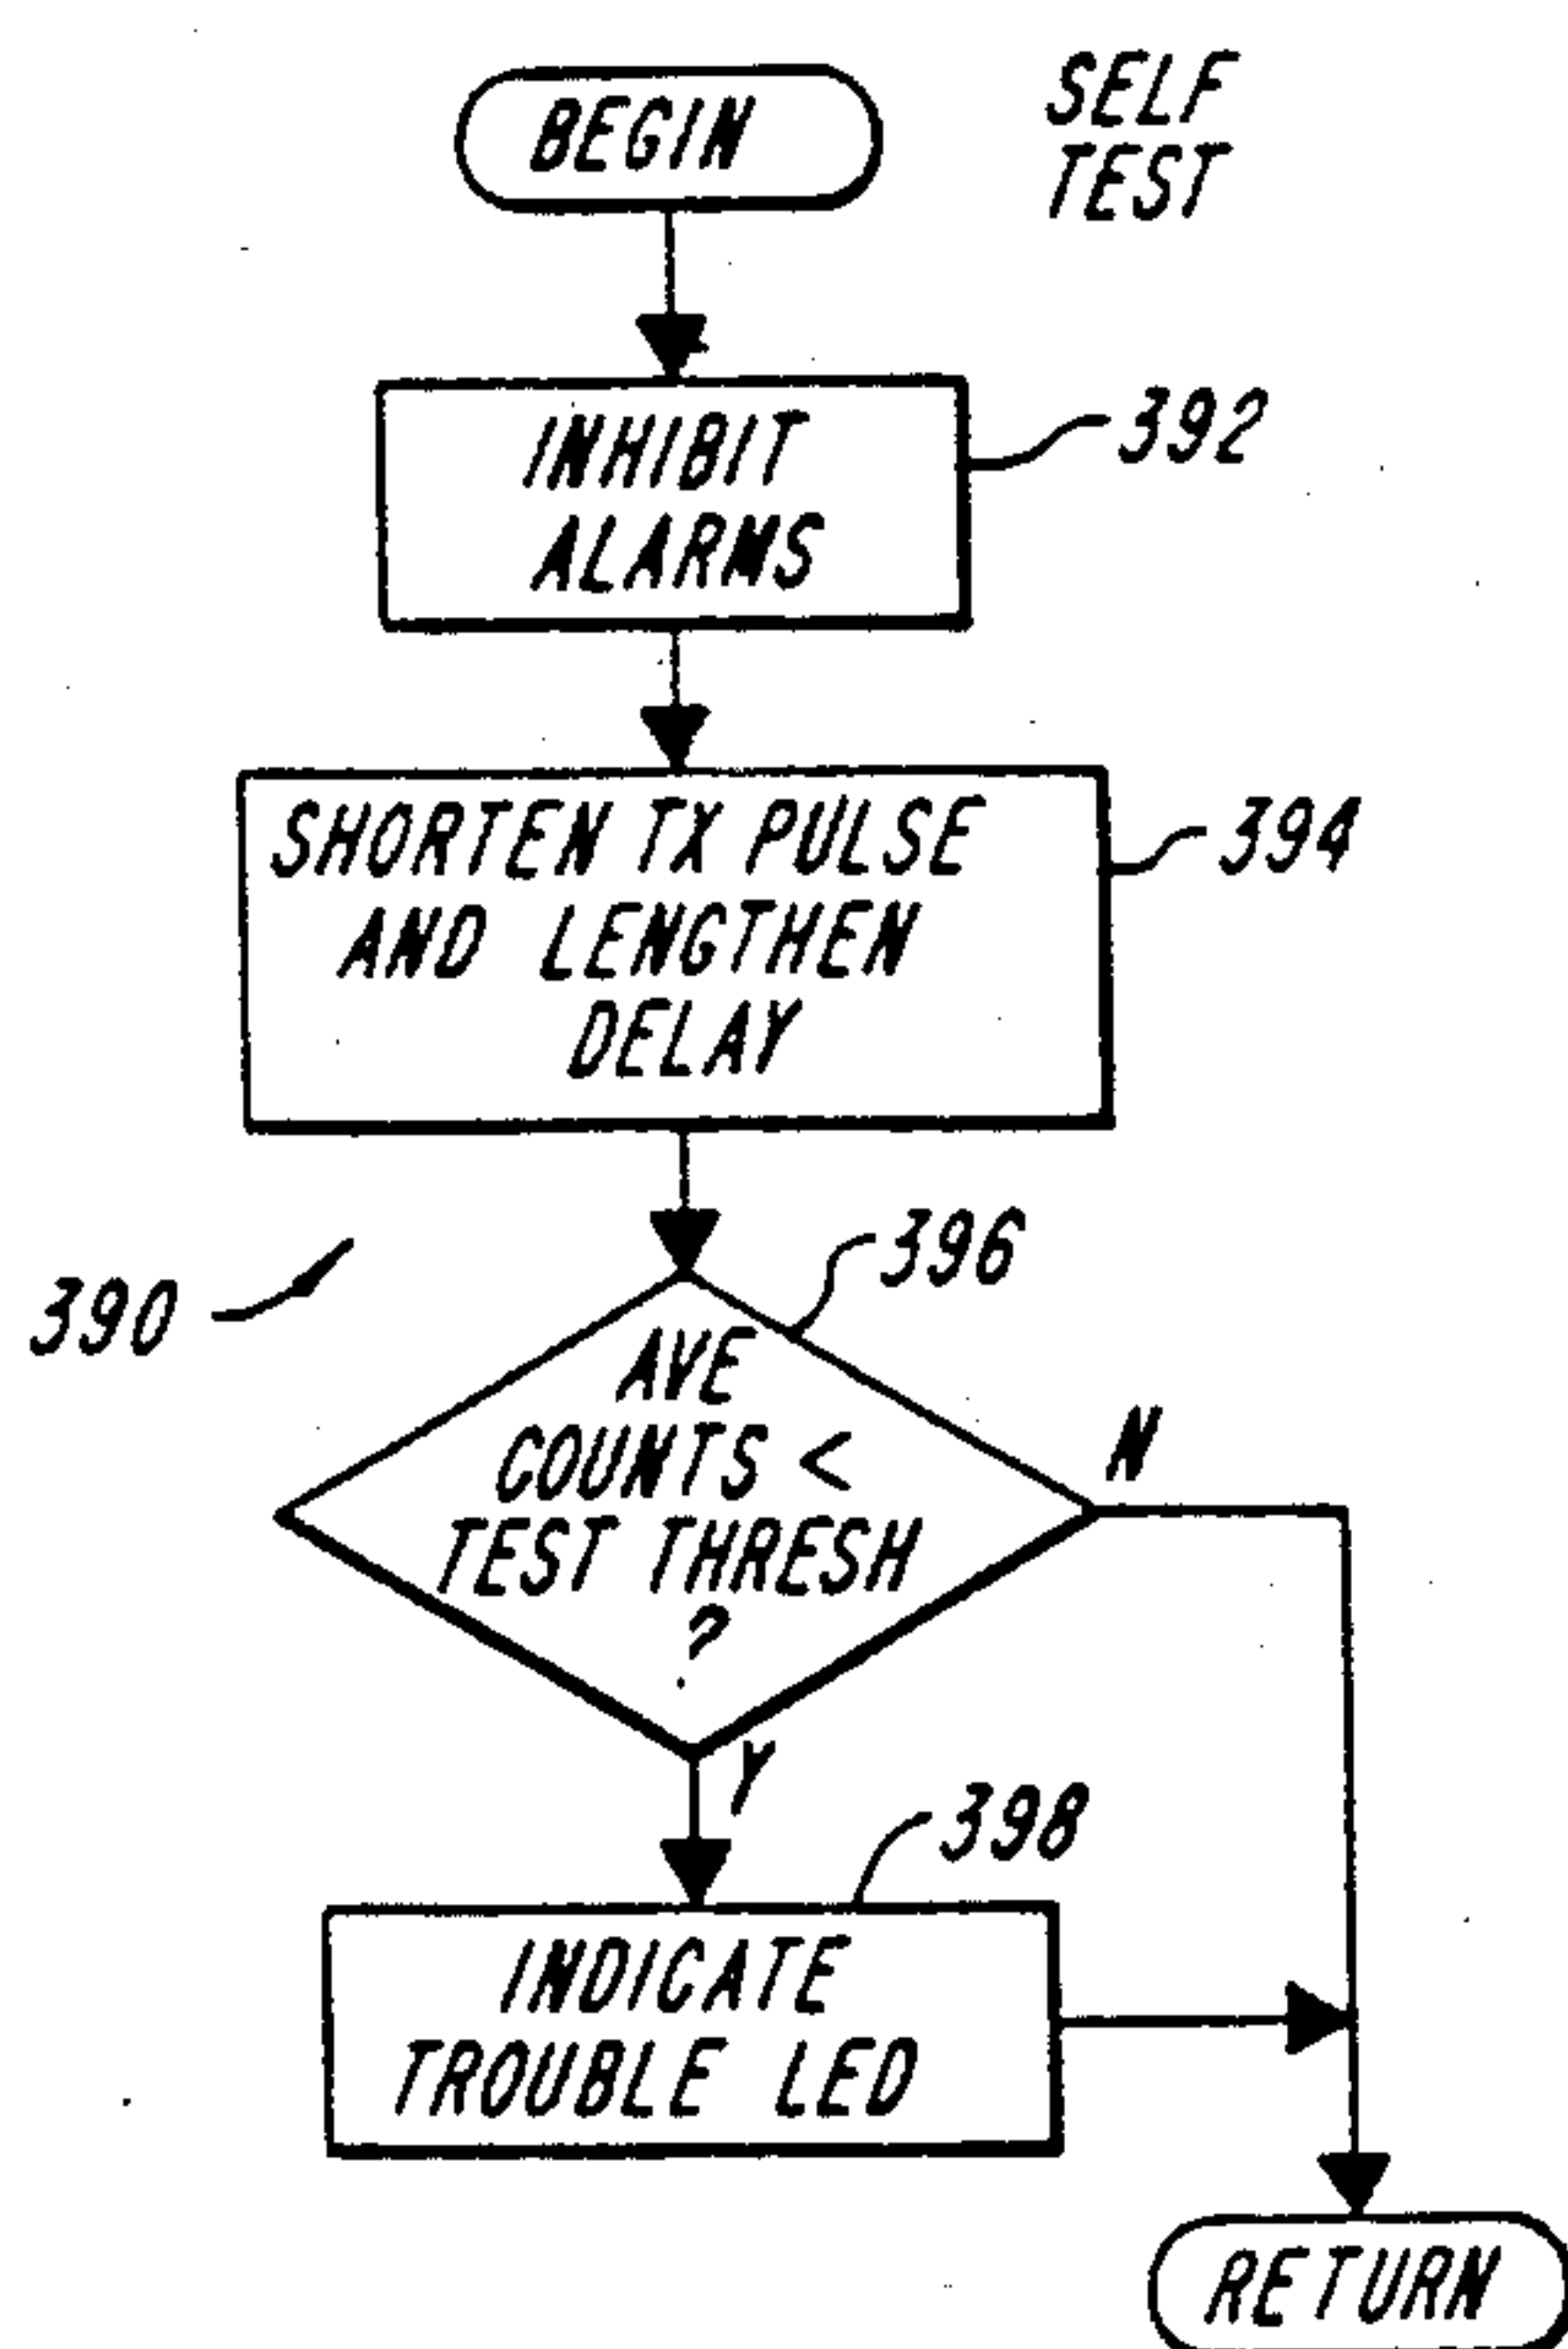 BEGIN
SELF
TEST
INHIBIT
ALARMS
392
SHORTEN TX PULSE
AND LENGTHEN
DELAY
394
390
396
AVE
COUNTS <
TEST THRESH
?
N
Y
398
INDICATE
TROUBLE LED
RETURN